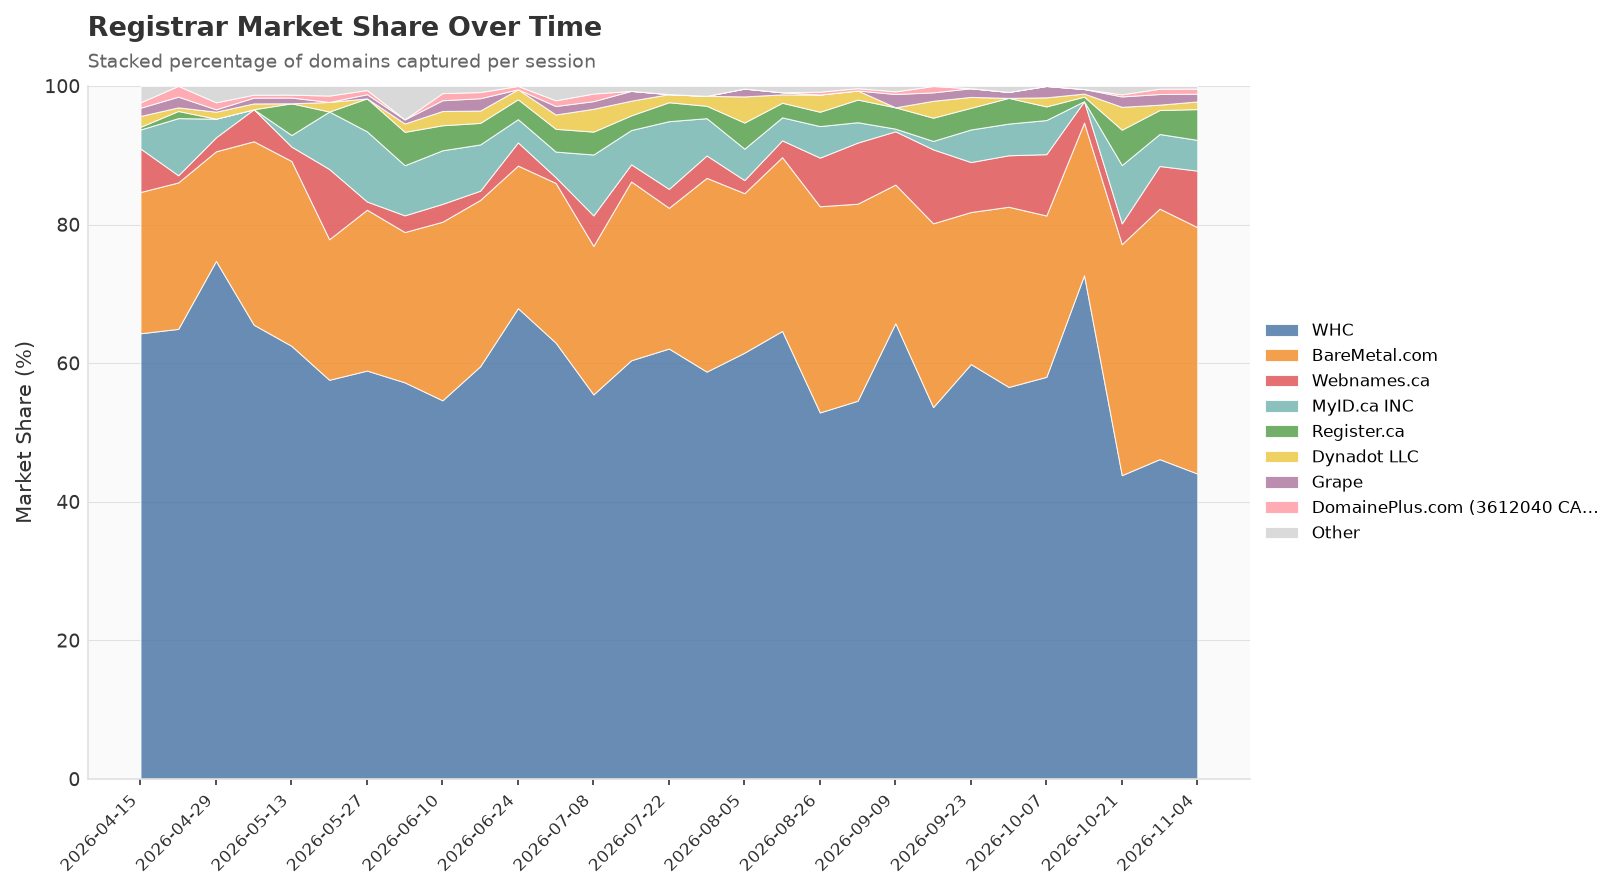 Registrar Market Share Over Time
Stacked percentage of domains captured per session
Market Share (%)
100
80
60
40
20
0
2026-04-15
2026-04-29
2026-05-13
2026-05-27
2026-06-10
2026-06-24
2026-07-08
2026-07-22
2026-08-05
2026-08-26
2026-09-09
2026-09-23
2026-10-07
2026-10-21
2026-11-04
WHC
BareMetal.com
Webnames.ca
MyID.ca INC
Register.ca
Dynadot LLC
Grape
DomainePlus.com (3612040 CA...
Other